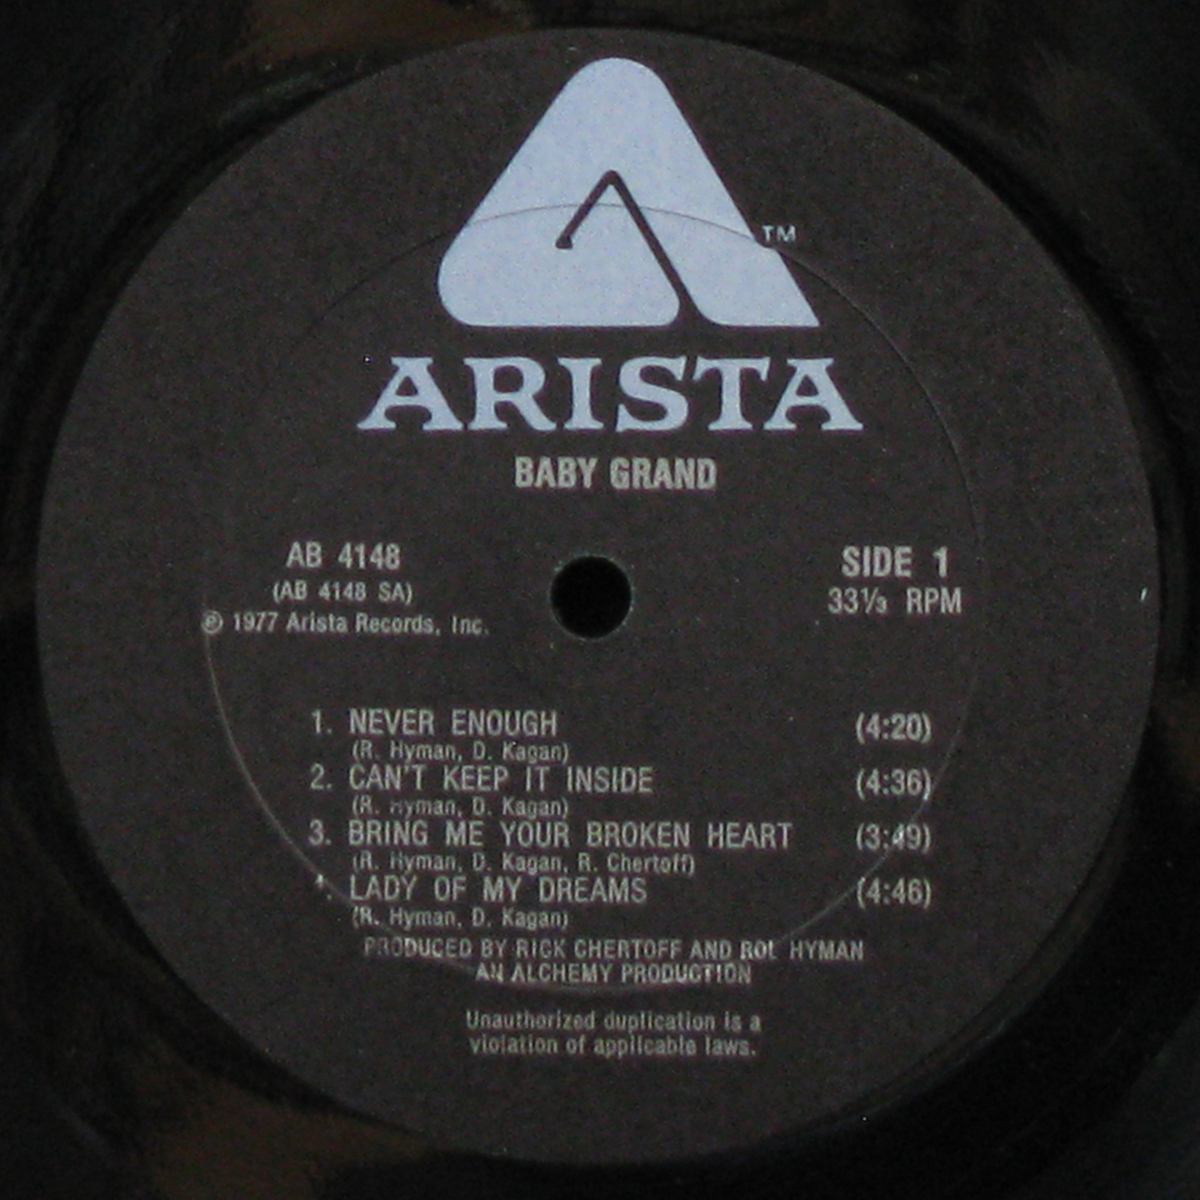 TM
ARISTA
BABY GRAND
AB 4148
(AB 4148 SA)
℗ 1977 Arista Records, Inc.
SIDE 1
33⅓ RPM
1. NEVER ENOUGH (4:20)
(R. Hyman, D. Kagan)
2. CAN'T KEEP IT INSIDE (4:36)
(R. Hyman, D. Kagan)
3. BRING ME YOUR BROKEN HEART (3:49)
(R. Hyman, D. Kagan, R. Chertoff)
LADY OF MY DREAMS (4:46)
(R. Hyman, D. Kagan)
PRODUCED BY RICK CHERTOFF AND ROB HYMAN
AN ALCHEMY PRODUCTION
Unauthorized duplication is a
violation of applicable laws.